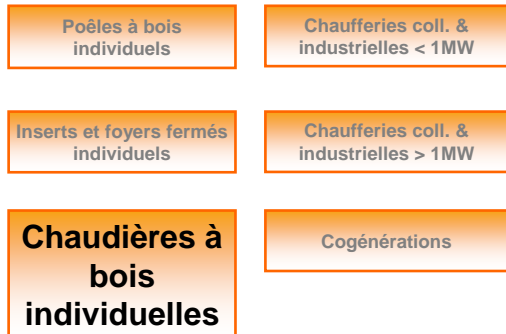 Poêles à bois
individuels
Chaufferies coll. &
industrielles < 1MW
Inserts et foyers fermés
individuels
Chaufferies coll. &
industrielles > 1MW
Chaudières à
bois
individuelles
Cogénérations